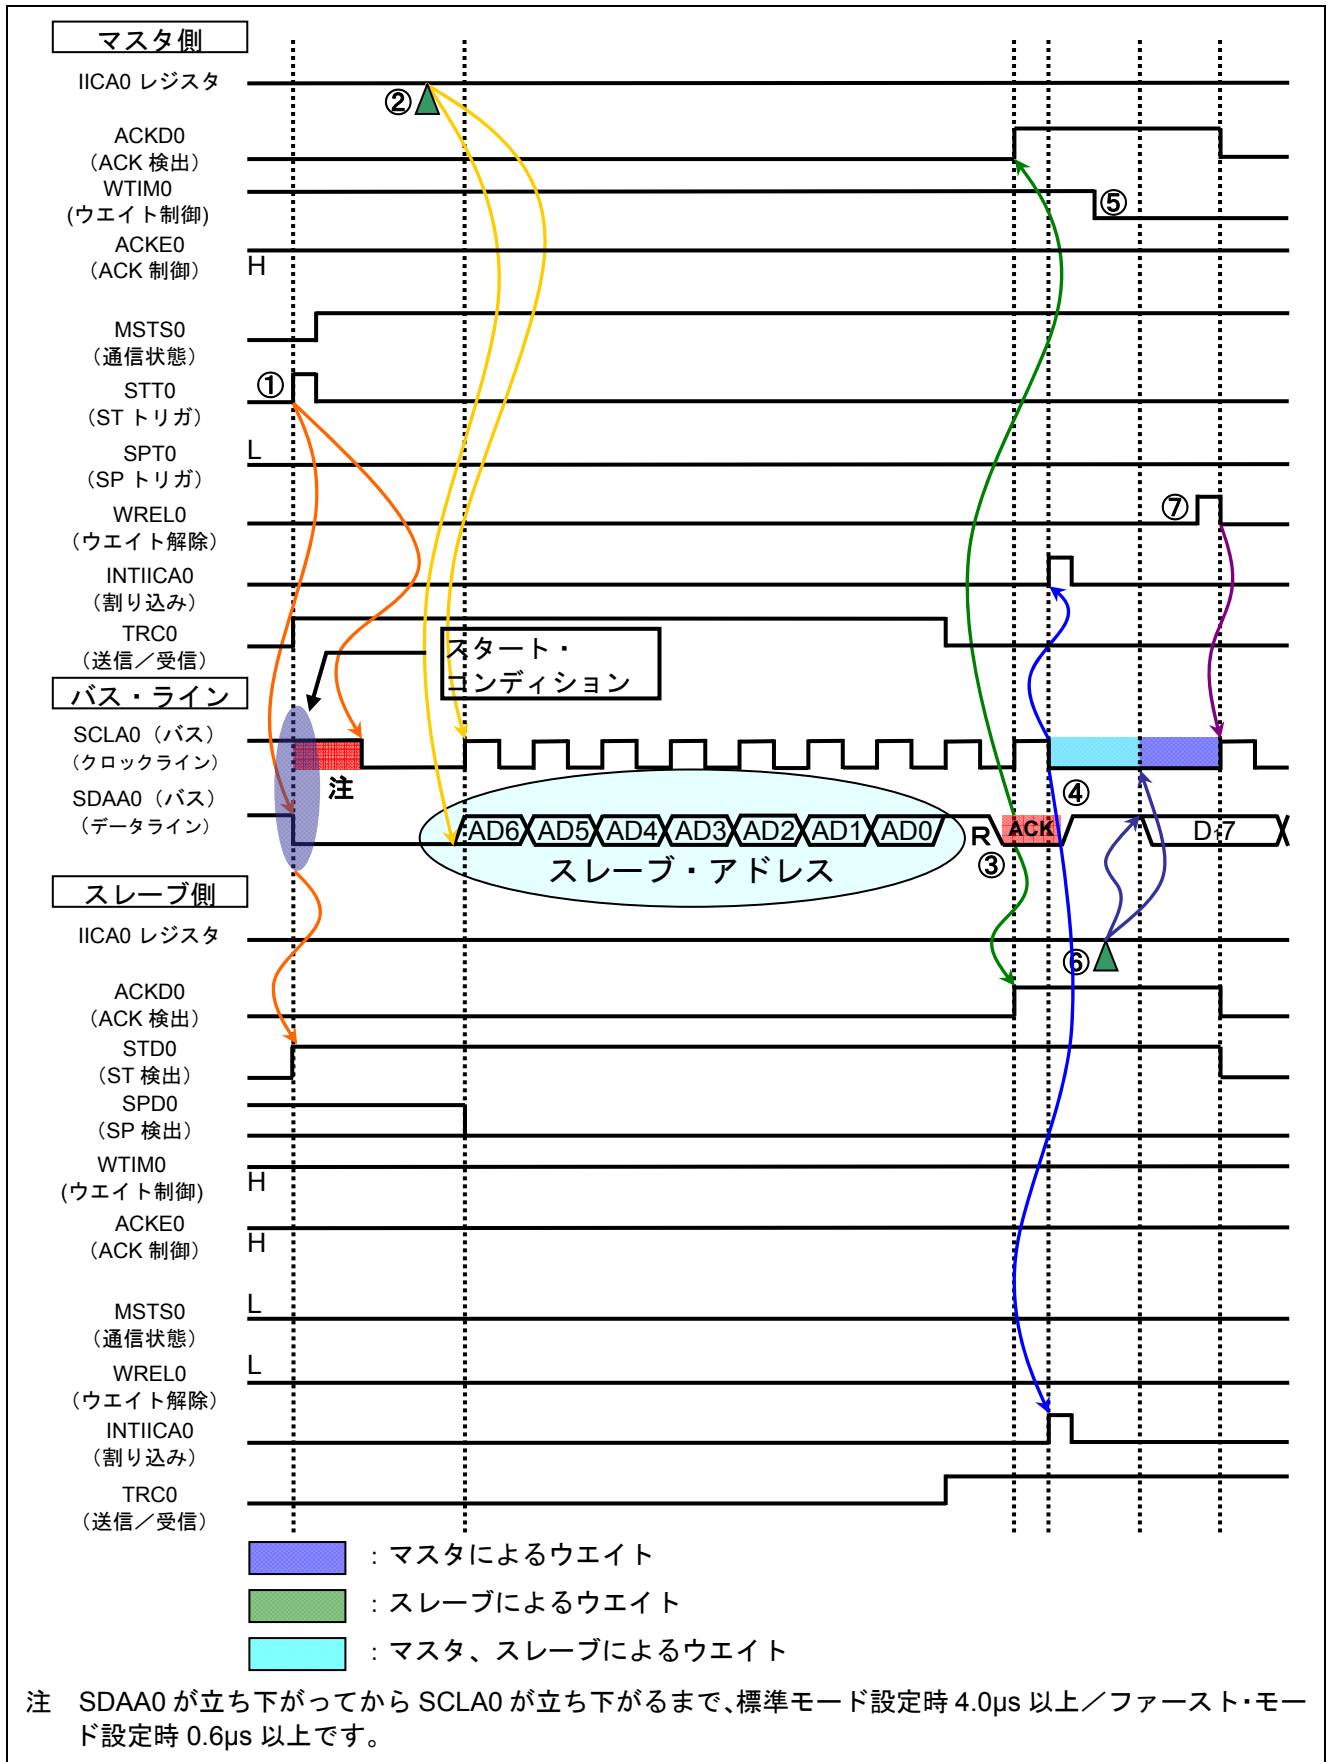 マスタ側
IICA0 レジスタ
②
ACKD0
（ACK 検出）
WTIM0
(ウエイト制御)
⑤
ACKE0
（ACK 制御）
H
MSTS0
（通信状態）
①
STT0
（ST トリガ）
SPT0
（SP トリガ）
L
WREL0
（ウエイト解除）
⑦
INTIICA0
（割り込み）
TRC0
（送信／受信）
スタート・
コンディション
バス・ライン
SCLA0（バス）
（クロックライン）
注
④
SDAA0（バス）
（データライン）
AD6 AD5 AD4 AD3 AD2 AD1 AD0 R ACK D17
③
スレーブ・アドレス
スレーブ側
IICA0 レジスタ
⑥
ACKD0
（ACK 検出）
STD0
（ST 検出）
SPD0
（SP 検出）
WTIM0
(ウエイト制御)
H
ACKE0
（ACK 制御）
H
MSTS0
（通信状態）
L
WREL0
（ウエイト解除）
L
INTIICA0
（割り込み）
TRC0
（送信／受信）
：マスタによるウエイト
：スレーブによるウエイト
：マスタ、スレーブによるウエイト
注　SDAA0 が立ち下がってから SCLA0 が立ち下がるまで、標準モード設定時 4.0µs 以上／ファースト・モー
ド設定時 0.6µs 以上です。